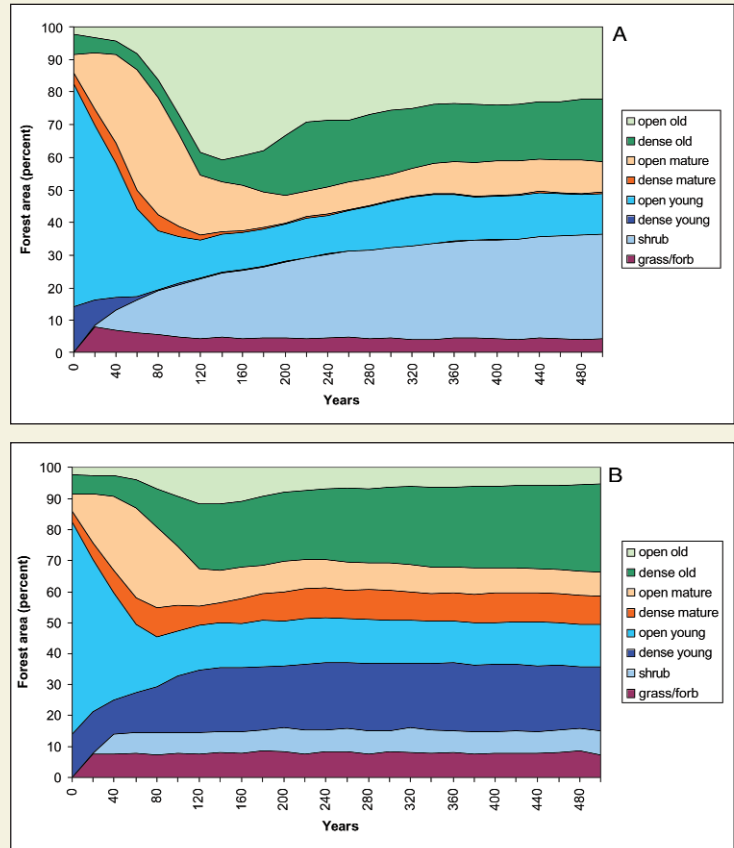 A
100
90
80
70
60
50
40
30
20
10
0
Forest area (percent)
0 40 80 120 160 200 240 280 320 360 400 440 480
Years
open old
dense old
open mature
dense mature
open young
dense young
shrub
grass/forb
B
100
90
80
70
60
50
40
30
20
10
0
Forest area (percent)
0 40 80 120 160 200 240 280 320 360 400 440 480
Years
open old
dense old
open mature
dense mature
open young
dense young
shrub
grass/forb